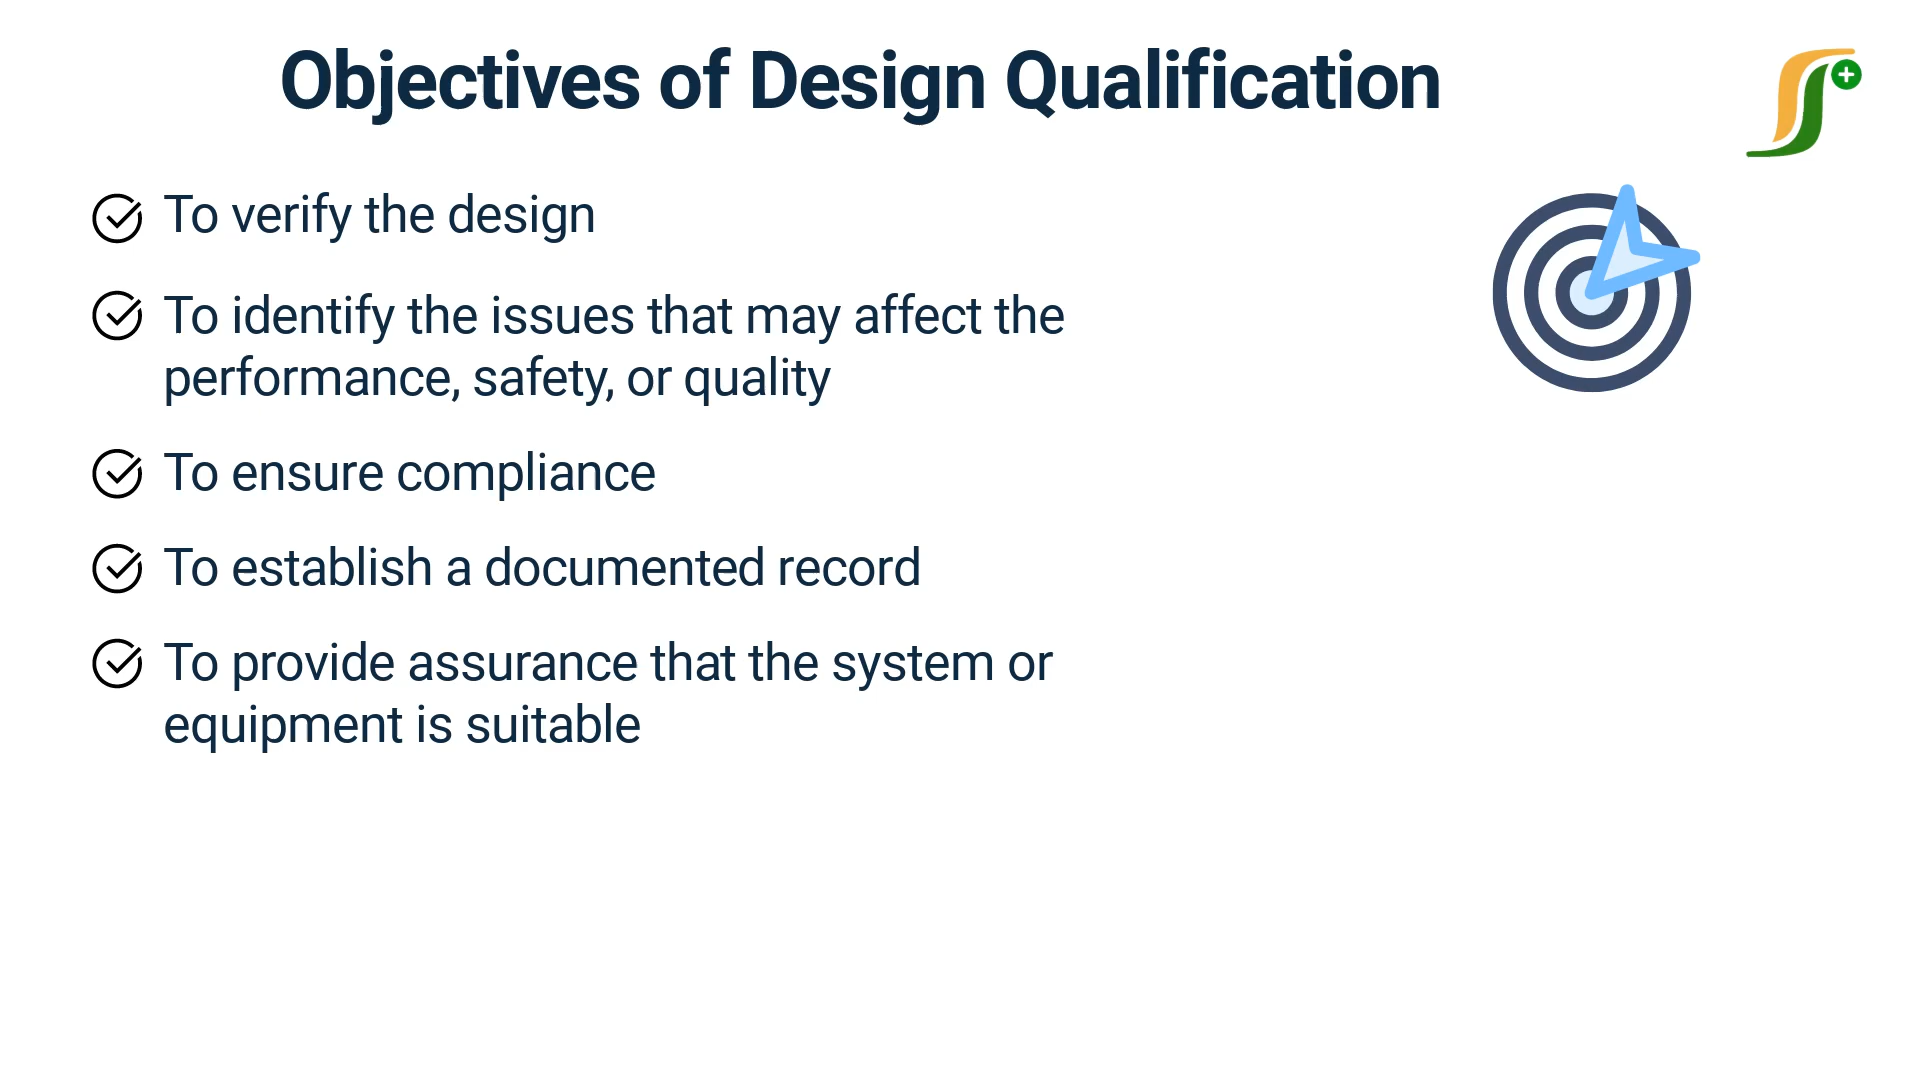 Objectives of Design Qualification
To verify the design
To identify the issues that may affect the
performance, safety, or quality
To ensure compliance
To establish a documented record
To provide assurance that the system or
equipment is suitable